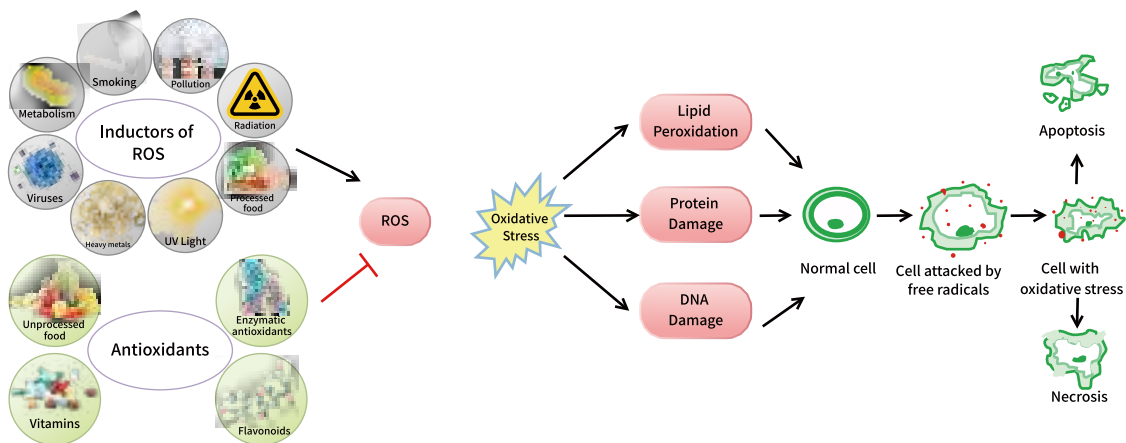 Smoking
Pollution
Metabolism
Radiation
Inductors of
ROS
Viruses
Processed
food
Heavy metals
UV Light
Unprocessed
food
Enzymatic
antioxidants
Antioxidants
Vitamins
Flavonoids
ROS
Oxidative
Stress
Lipid
Peroxidation
Protein
Damage
DNA
Damage
Normal cell
Cell attacked by
free radicals
Cell with
oxidative stress
Apoptosis
Necrosis